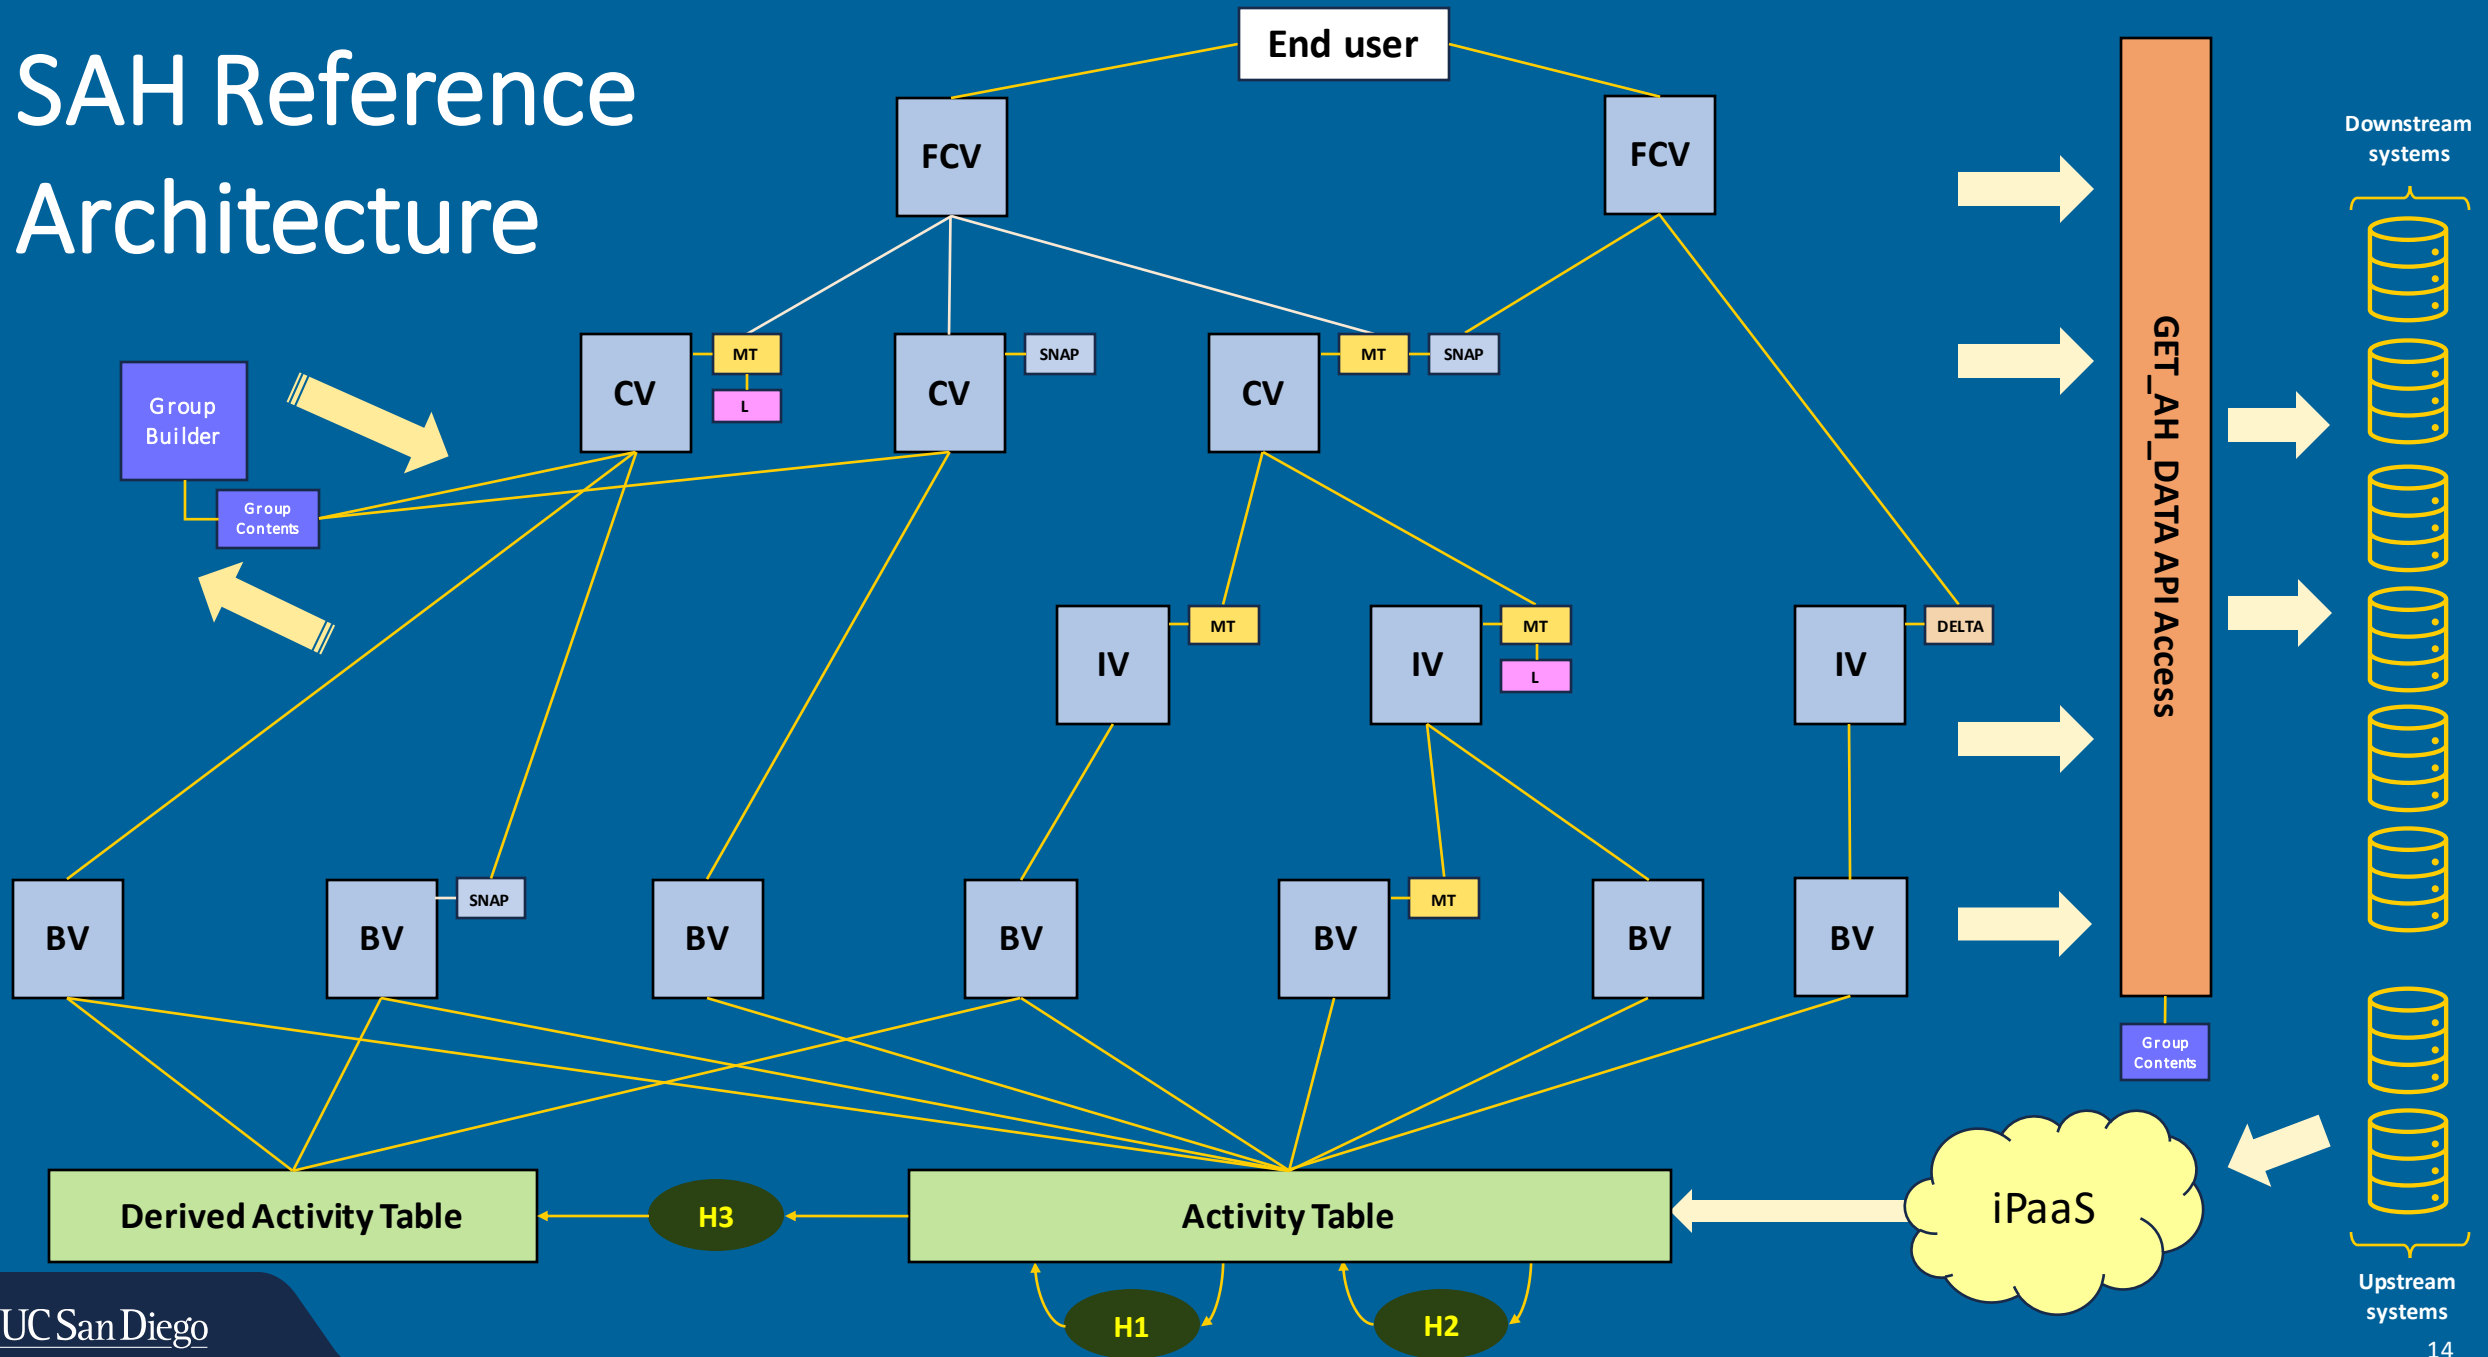 SAH Reference
Architecture
End user
FCV
FCV
Downstream
systems
CV
MT
L
CV
SNAP
CV
MT
SNAP
Group
Builder
Group
Contents
GET_AH_DATA API Access
IV
MT
IV
MT
L
IV
DELTA
BV
BV
SNAP
BV
BV
BV
MT
BV
BV
Group
Contents
Derived Activity Table
H3
Activity Table
iPaaS
H1
H2
Upstream
systems
UC San Diego
14